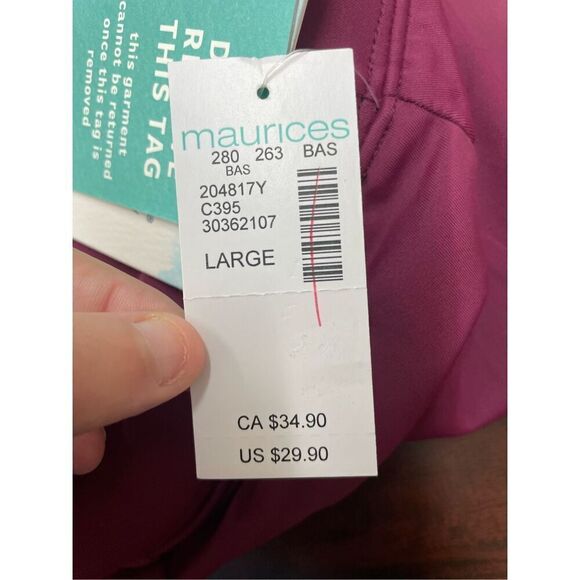 this garment
cannot be returned
once this tag is
removed
THIS TAG
maurices
280 263 BAS
BAS
204817Y
C395
30362107
LARGE
CA $34.90
US $29.90